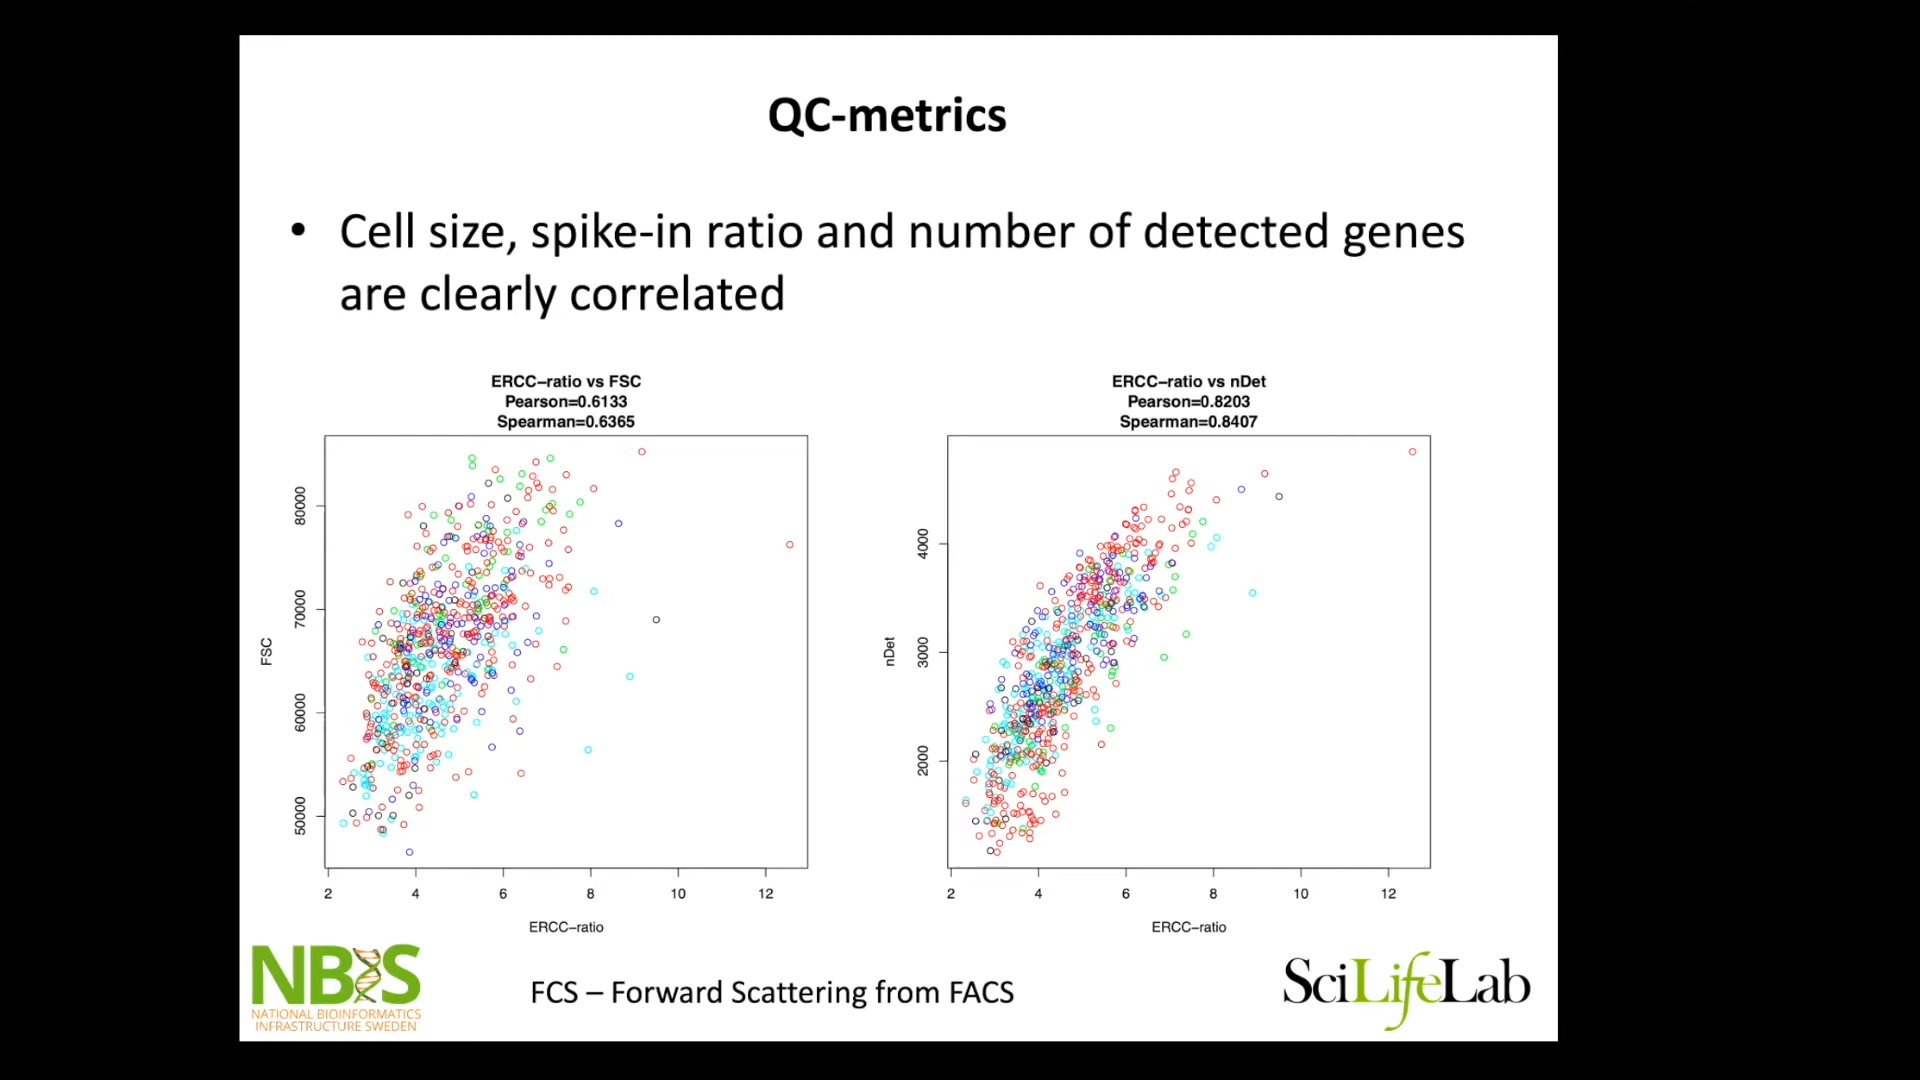 QC-metrics
• Cell size, spike-in ratio and number of detected genes
are clearly correlated
ERCC–ratio vs FSC
Pearson=0.6133
Spearman=0.6365
FSC
80000
70000
60000
50000
2 4 6 8 10 12
ERCC–ratio
ERCC–ratio vs nDet
Pearson=0.8203
Spearman=0.8407
nDet
4000
3000
2000
2 4 6 8 10 12
ERCC–ratio
NBIS
NATIONAL BIOINFORMATICS
INFRASTRUCTURE SWEDEN
FCS – Forward Scattering from FACS
SciLifeLab